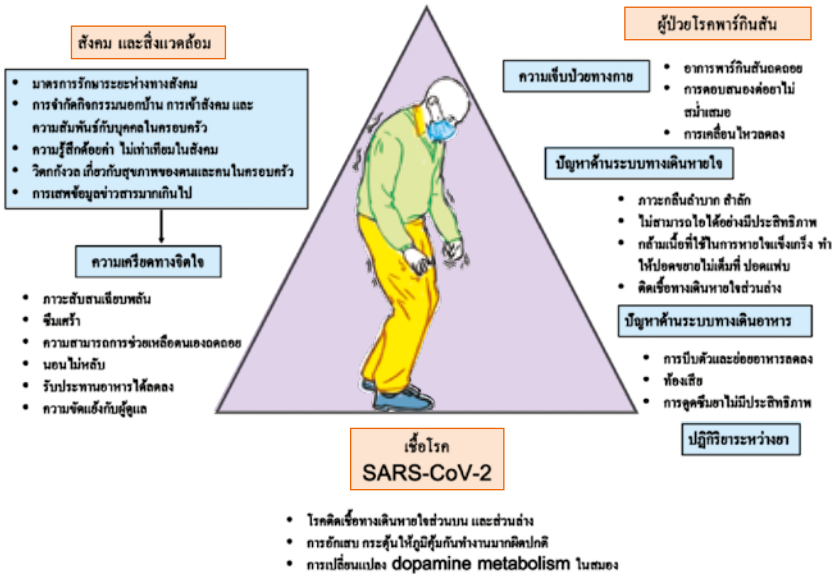 สังคม และสิ่งแวดล้อม
• มาตรการรักษาระยะห่างทางสังคม
• การจำกัดกิจกรรมนอกบ้าน การเข้าสังคม และ
ความสัมพันธ์กับบุคคลในครอบครัว
• ความรู้สึกด้อยค่า ไม่เท่าเทียมในสังคม
• วิตกกังวล เกี่ยวกับสุขภาพของตนและคนในครอบครัว
• การเสพข้อมูลข่าวสารมากเกินไป
ความเครียดทางจิตใจ
• ภาวะสับสนเฉียบพลัน
• ซึมเศร้า
• ความสามารถการช่วยเหลือตนเองถดถอย
• นอนไม่หลับ
• รับประทานอาหารได้ลดลง
• ความขัดแย้งกับผู้ดูแล
ผู้ป่วยโรคพาร์กินสัน
ความเจ็บป่วยทางกาย
• อาการพาร์กินสันถดถอย
• การตอบสนองต่อยาไม่
สม่ำเสมอ
• การเคลื่อนไหวลดลง
ปัญหาด้านระบบทางเดินหายใจ
• ภาวะกลืนลำบาก สำลัก
• ไม่สามารถไอได้อย่างมีประสิทธิภาพ
• กล้ามเนื้อที่ใช้ในการหายใจแข็งเกร็ง ทำ
ให้ปอดขยายไม่เต็มที่ ปอดแฟบ
• ติดเชื้อทางเดินหายใจส่วนล่าง
ปัญหาด้านระบบทางเดินอาหาร
• การบีบตัวและย่อยอาหารลดลง
• ท้องเสีย
• การดูดซึมยาไม่มีประสิทธิภาพ
ปฏิกิริยาระหว่างยา
เชื้อโรค
SARS-CoV-2
• โรคติดเชื้อทางเดินหายใจส่วนบน และส่วนล่าง
• การอักเสบ กระตุ้นให้ภูมิคุ้มกันทำงานมากผิดปกติ
• การเปลี่ยนแปลง dopamine metabolism ในสมอง